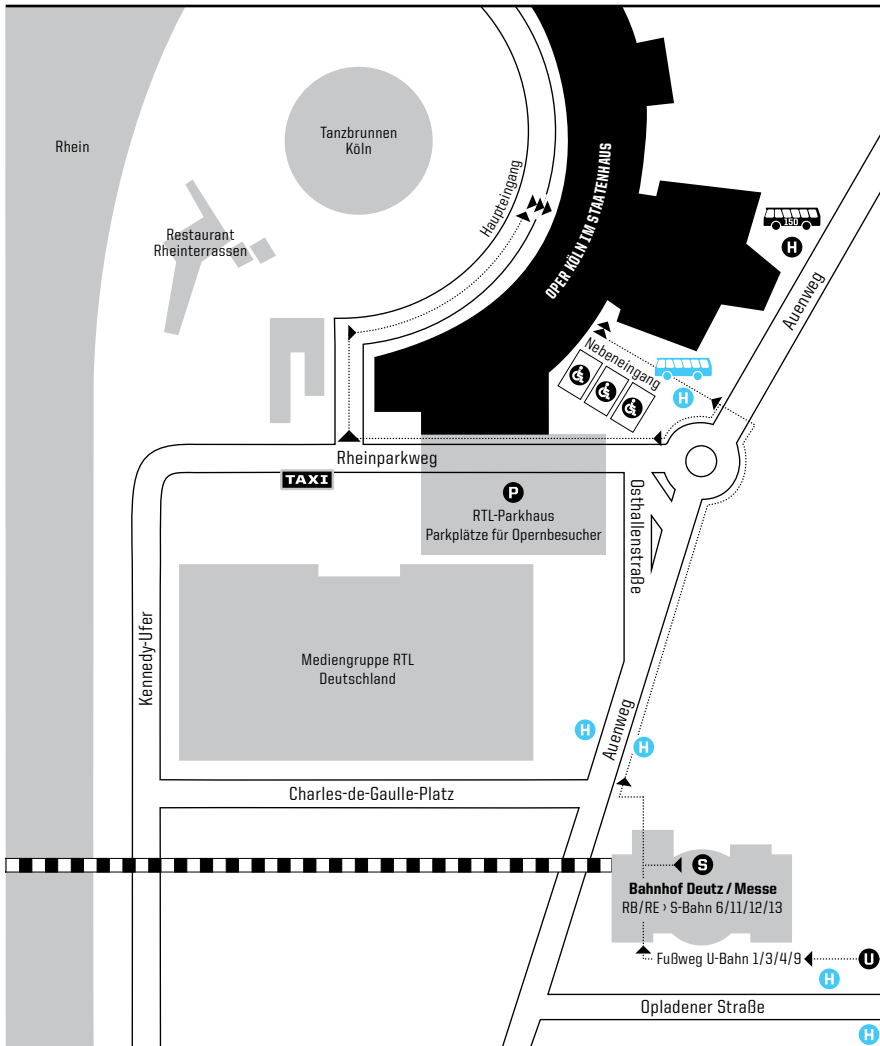 Rhein
Tanzbrunnen
Köln
Restaurant
Rheinterrassen
Haupteingang
OPER KÖLN IM STAATENHAUS
150
H
Auenweg
Nebeneingang
H
Rheinparkweg
TAXI
P
RTL-Parkhaus
Parkplätze für Opernbesucher
Osthallenstraße
Kennedy-Ufer
Mediengruppe RTL
Deutschland
H
Auenweg
H
Charles-de-Gaulle-Platz
S
Bahnhof Deutz / Messe
RB/RE › S-Bahn 6/11/12/13
Fußweg U-Bahn 1/3/4/9
U
H
Opladener Straße
H